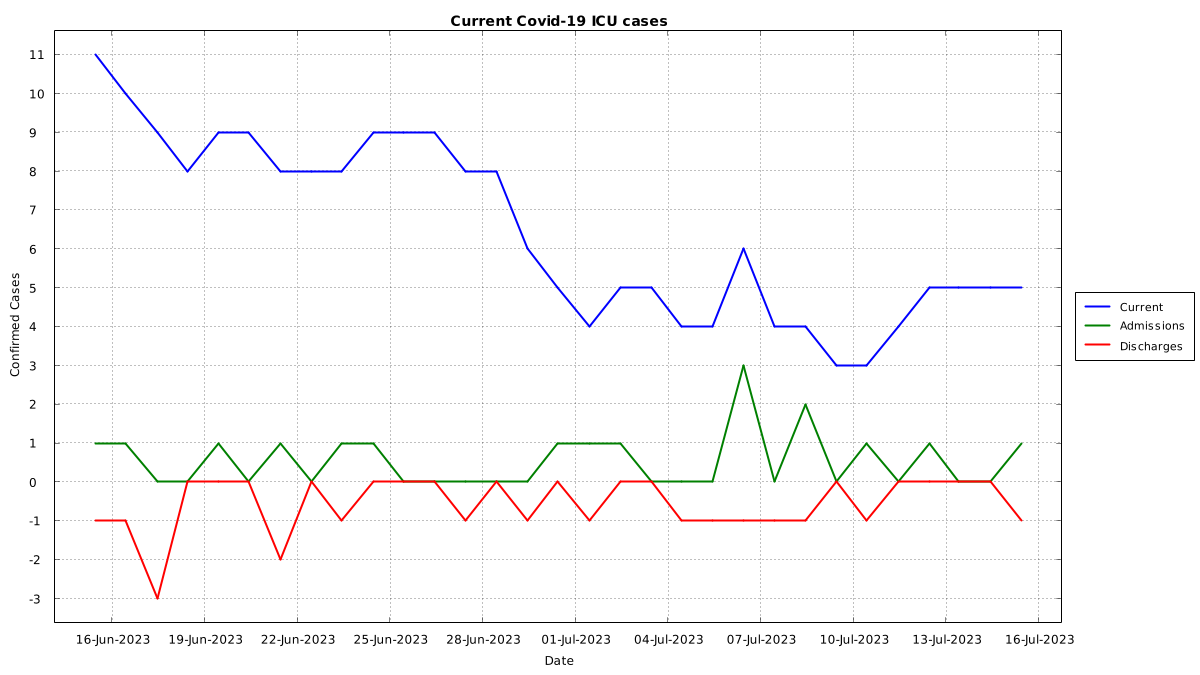 Current Covid-19 ICU cases
11
10
9
8
7
6
5
4
3
2
1
0
-1
-2
-3
Confirmed Cases
16-Jun-2023 19-Jun-2023 22-Jun-2023 25-Jun-2023 28-Jun-2023 01-Jul-2023 04-Jul-2023 07-Jul-2023 10-Jul-2023 13-Jul-2023 16-Jul-2023
Date
Current
Admissions
Discharges